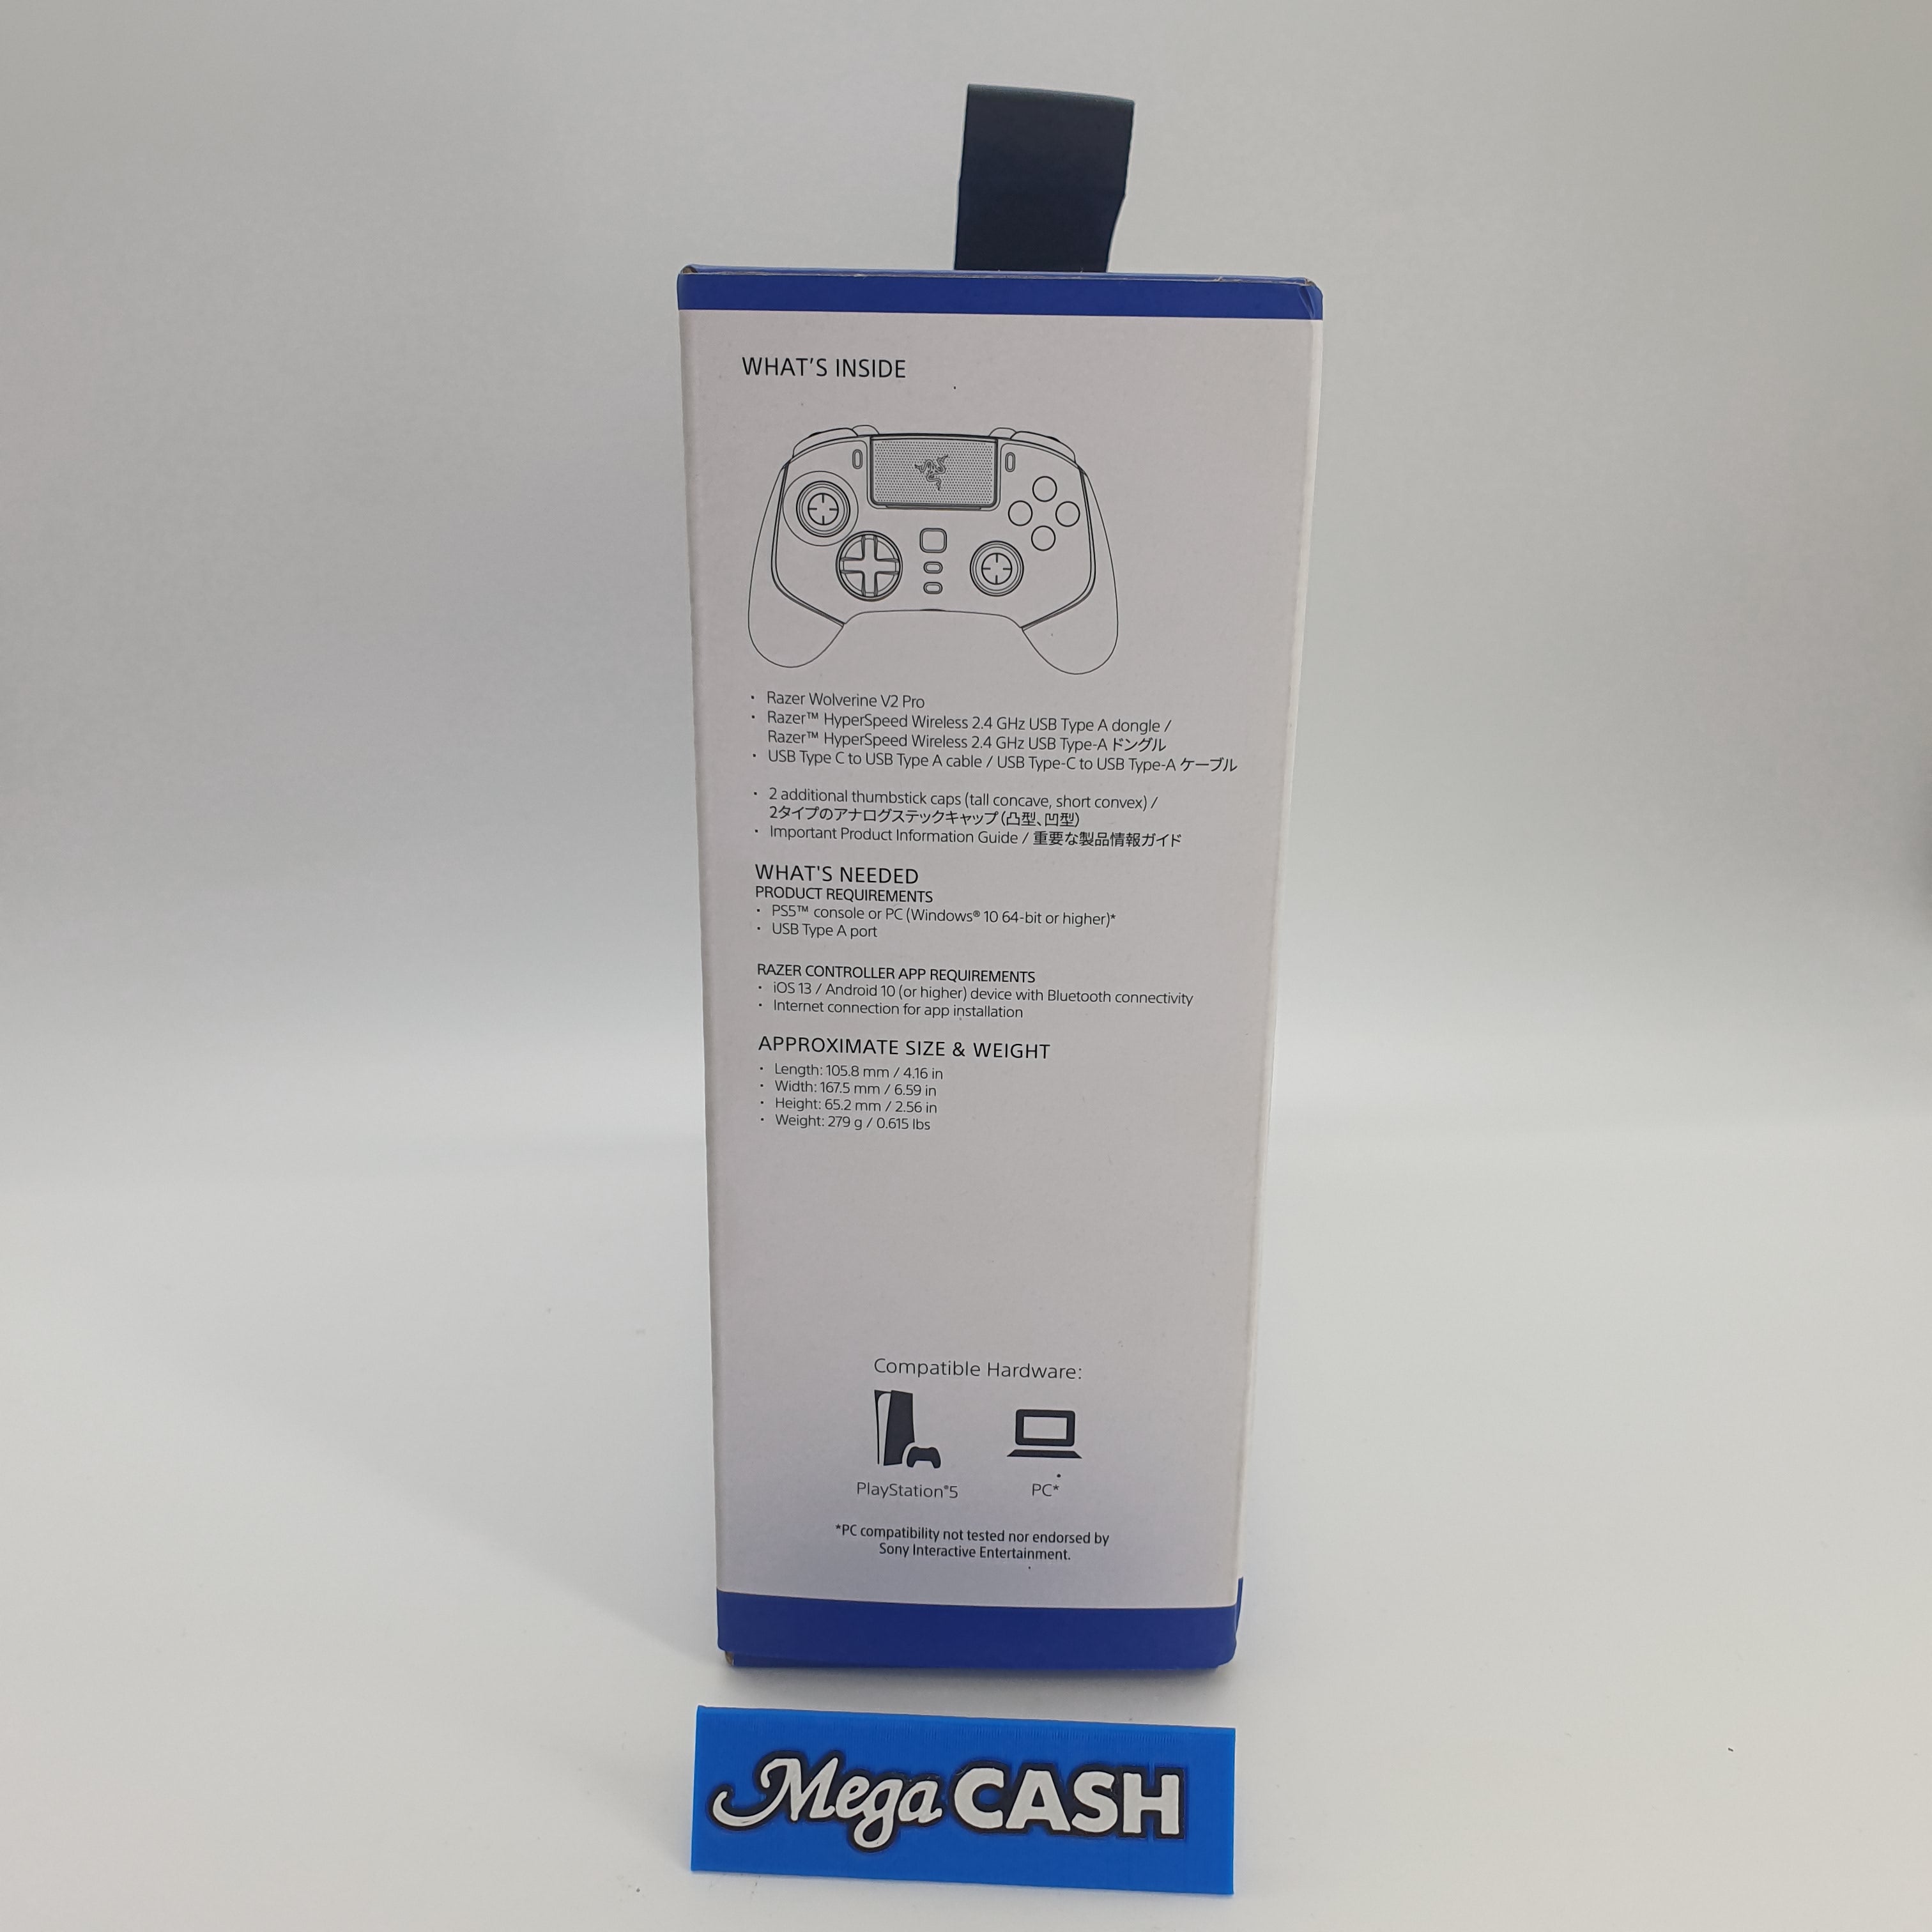 WHAT'S INSIDE
• Razer Wolverine V2 Pro
• Razer™ HyperSpeed Wireless 2.4 GHz USB Type A dongle /
Razer™ HyperSpeed Wireless 2.4 GHz USB Type-A ドングル
• USB Type C to USB Type A cable / USB Type-C to USB Type-A ケーブル
• 2 additional thumbstick caps (tall concave, short convex) /
2タイプのアナログステックキャップ(凸型、凹型)
• Important Product Information Guide / 重要な製品情報ガイド
WHAT'S NEEDED
PRODUCT REQUIREMENTS
• PS5™ console or PC (Windows® 10 64-bit or higher)*
• USB Type A port
RAZER CONTROLLER APP REQUIREMENTS
• iOS 13 / Android 10 (or higher) device with Bluetooth connectivity
• Internet connection for app installation
APPROXIMATE SIZE & WEIGHT
• Length: 105.8 mm / 4.16 in
• Width: 167.5 mm / 6.59 in
• Height: 65.2 mm / 2.56 in
• Weight: 279 g / 0.615 lbs
Compatible Hardware:
PlayStation®5 PC*
*PC compatibility not tested nor endorsed by
Sony Interactive Entertainment.
Mega CASH